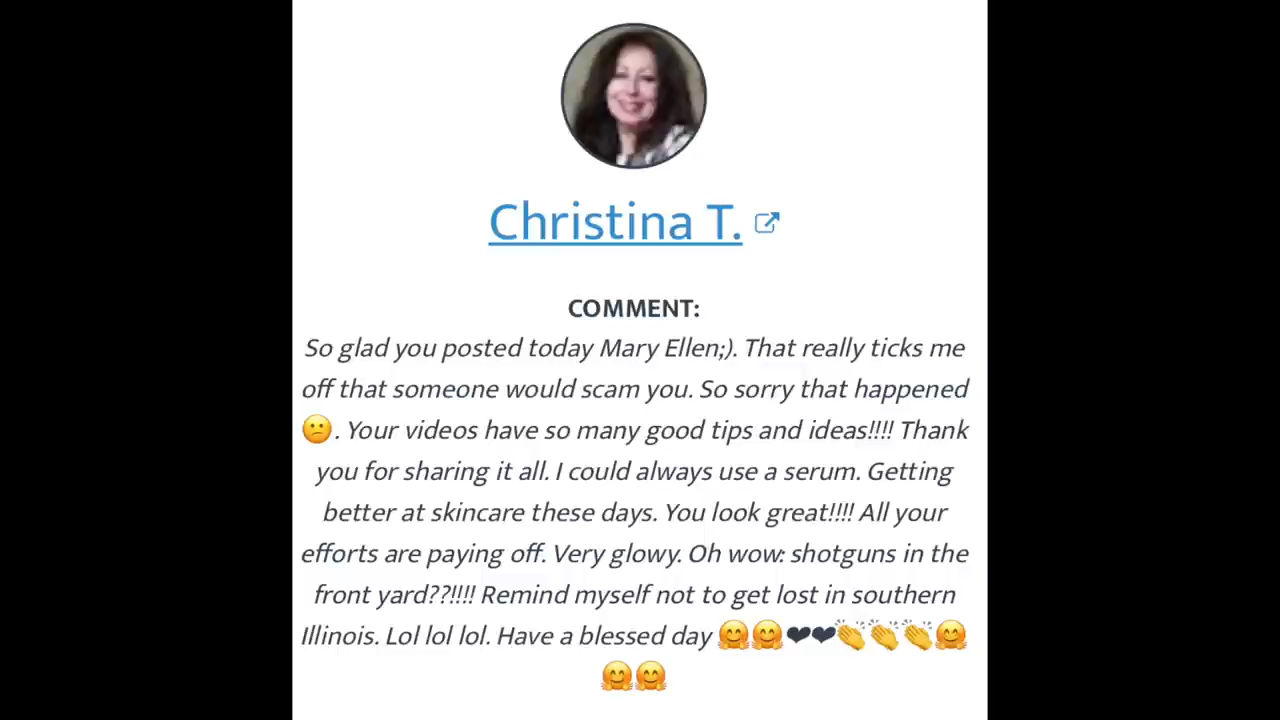 Christina T.
COMMENT:
So glad you posted today Mary Ellen;). That really ticks me
off that someone would scam you. So sorry that happened
😕. Your videos have so many good tips and ideas!!!! Thank
you for sharing it all. I could always use a serum. Getting
better at skincare these days. You look great!!!! All your
efforts are paying off. Very glowy. Oh wow: shotguns in the
front yard??!!!! Remind myself not to get lost in southern
Illinois. Lol lol lol. Have a blessed day 🤗🤗❤❤👏👏👏🤗
🤗🤗